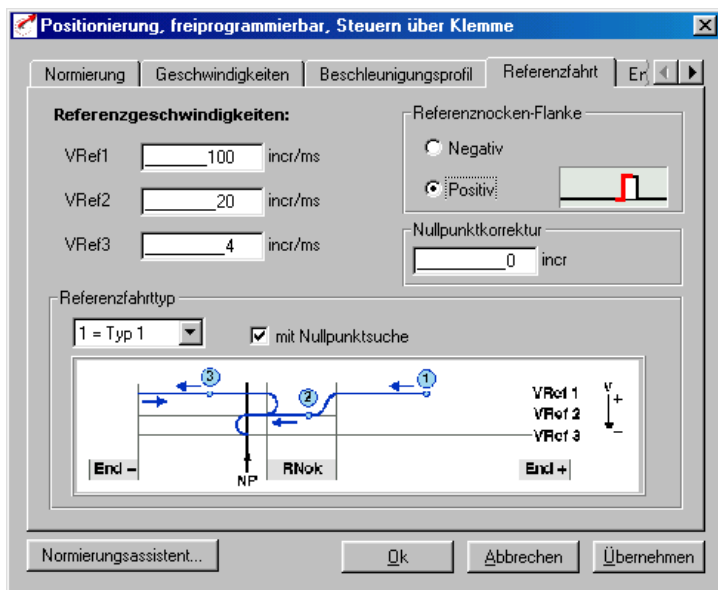 Positionierung, freiprogrammierbar, Steuern über Klemme
Normierung
Geschwindigkeiten
Beschleunigungsprofil
Referenzfahrt
Er
Referenzgeschwindigkeiten:
VRef1 100 incr/ms
VRef2 20 incr/ms
VRef3 4 incr/ms
Referenznocken-Flanke
Negativ
Positiv
Nullpunktkorrektur
0 incr
Referenzfahrttyp
1 = Typ 1
mit Nullpunktsuche
3
2
1
VRef 1
VRef 2
VRef 3
v
+
–
End –
NP
RNok
End +
Normierungsassistent...
Ok
Abbrechen
Übernehmen